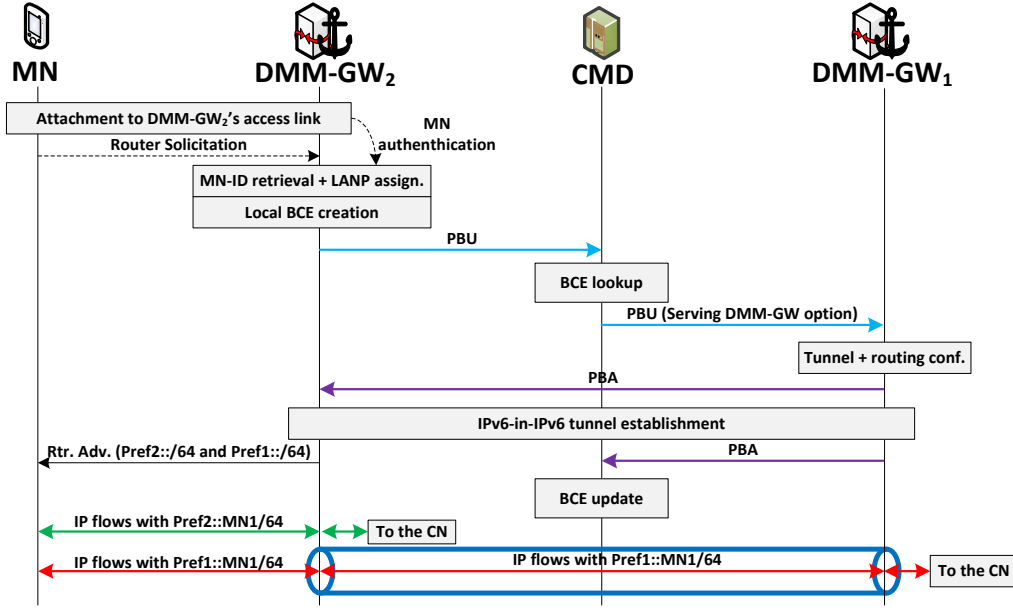 MN
DMM-GW2
CMD
DMM-GW1
Attachment to DMM-GW2's access link
MN
authenthication
Router Solicitation
MN-ID retrieval + LANP assign.
Local BCE creation
PBU
BCE lookup
PBU (Serving DMM-GW option)
Tunnel + routing conf.
PBA
IPv6-in-IPv6 tunnel establishment
Rtr. Adv. (Pref2::/64 and Pref1::/64)
PBA
BCE update
IP flows with Pref2::MN1/64
To the CN
IP flows with Pref1::MN1/64
IP flows with Pref1::MN1/64
To the CN